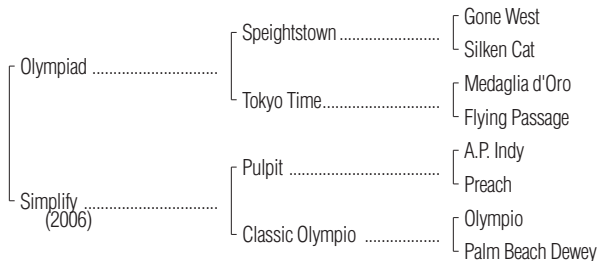 Gone West
Speightstown
Silken Cat
Olympiad
Medaglia d'Oro
Tokyo Time
Flying Passage
A.P. Indy
Pulpit
Preach
Simplify
(2006)
Olympio
Classic Olympio
Palm Beach Dewey